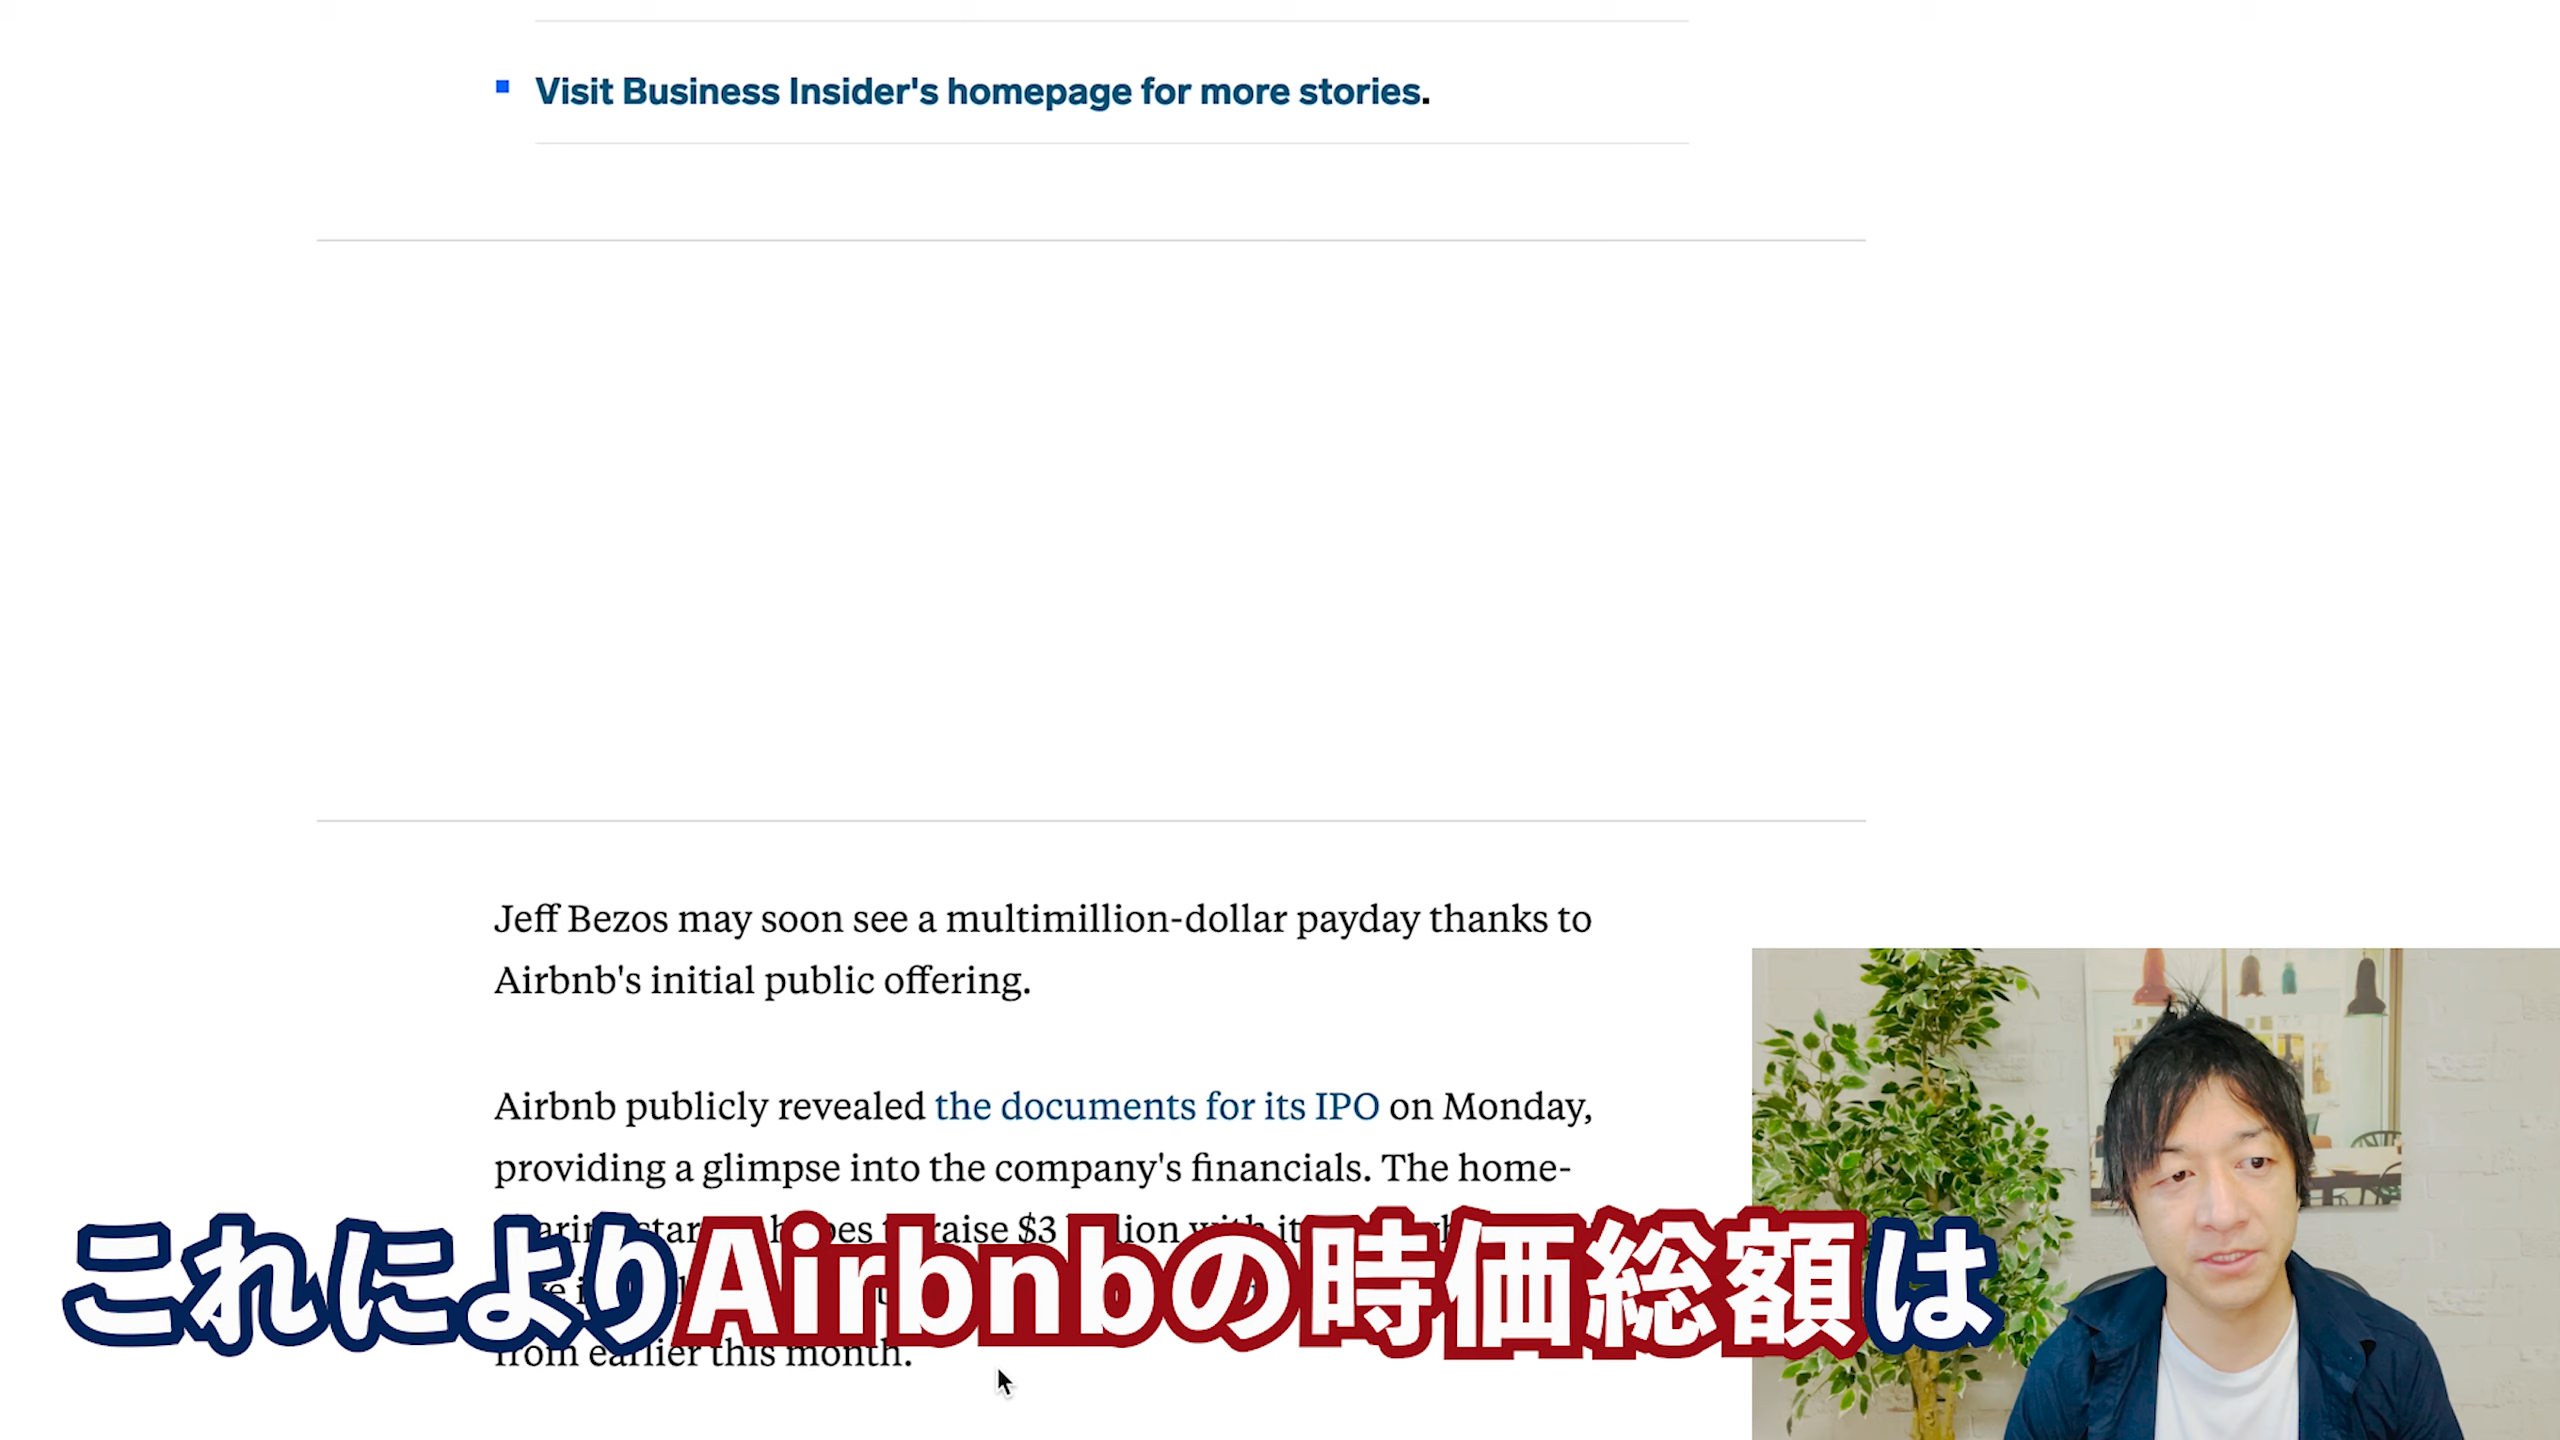 Visit Business Insider's homepage for more stories.
Jeff Bezos may soon see a multimillion-dollar payday thanks to
Airbnb's initial public offering.
Airbnb publicly revealed the documents for its IPO on Monday,
providing a glimpse into the company's financials. The home-
raise $3
from earlier this month.
これによりAirbnbの時価総額は